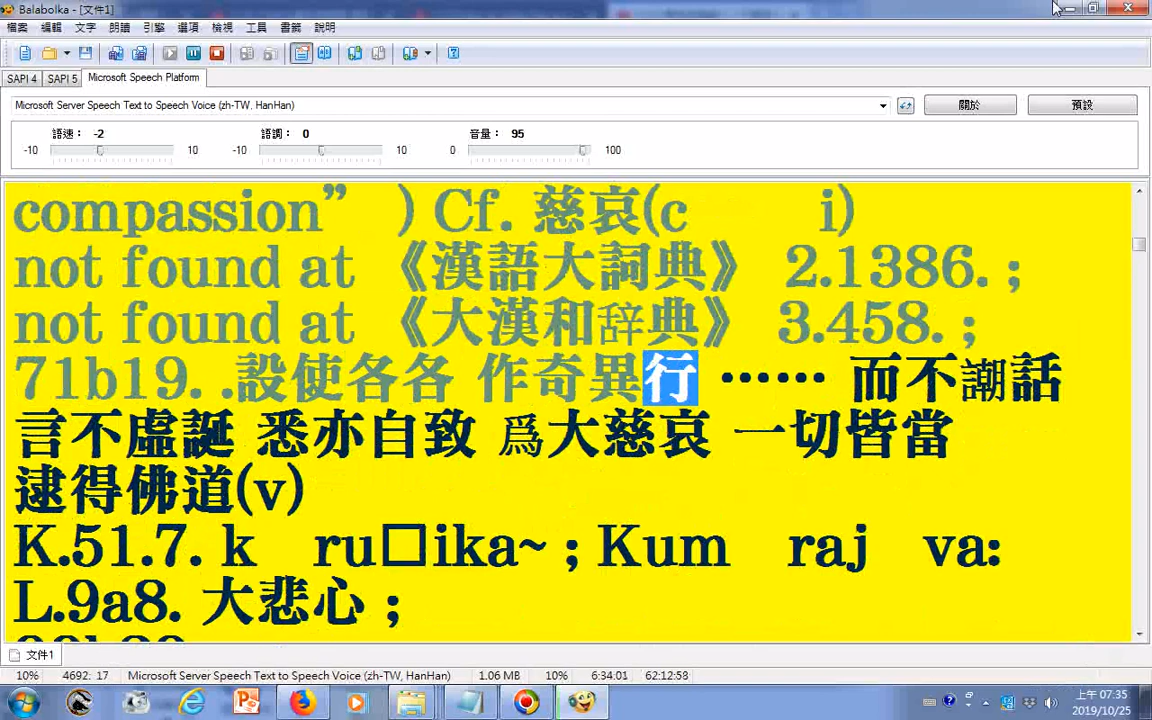 Balabolka - [文件1]
檔案 編輯 文字 朗讀 引擎 選項 檢視 工具 書籤 說明
SAPI 4 SAPI 5 Microsoft Speech Platform
Microsoft Server Speech Text to Speech Voice (zh-TW, HanHan) 關於 預設
語速： -2 語調： 0 音量： 95
-10 10 -10 10 0 100
compassion” ) Cf. 慈哀(c i)
not found at 《漢語大詞典》 2.1386. ;
not found at 《大漢和辞典》 3.458. ;
71b19. .設使各各 作奇異行 …… 而不謿話
言不虛誕 悉亦自致 爲大慈哀 一切皆當
逮得佛道(v)
K.51.7. k ru□ika~ ; Kum raj va:
L.9a8. 大悲心 ;
文件1
10% 4692: 17 Microsoft Server Speech Text to Speech Voice (zh-TW, HanHan) 1.06 MB 10% 6:34:01 62:12:58
上午 07:35
2019/10/25